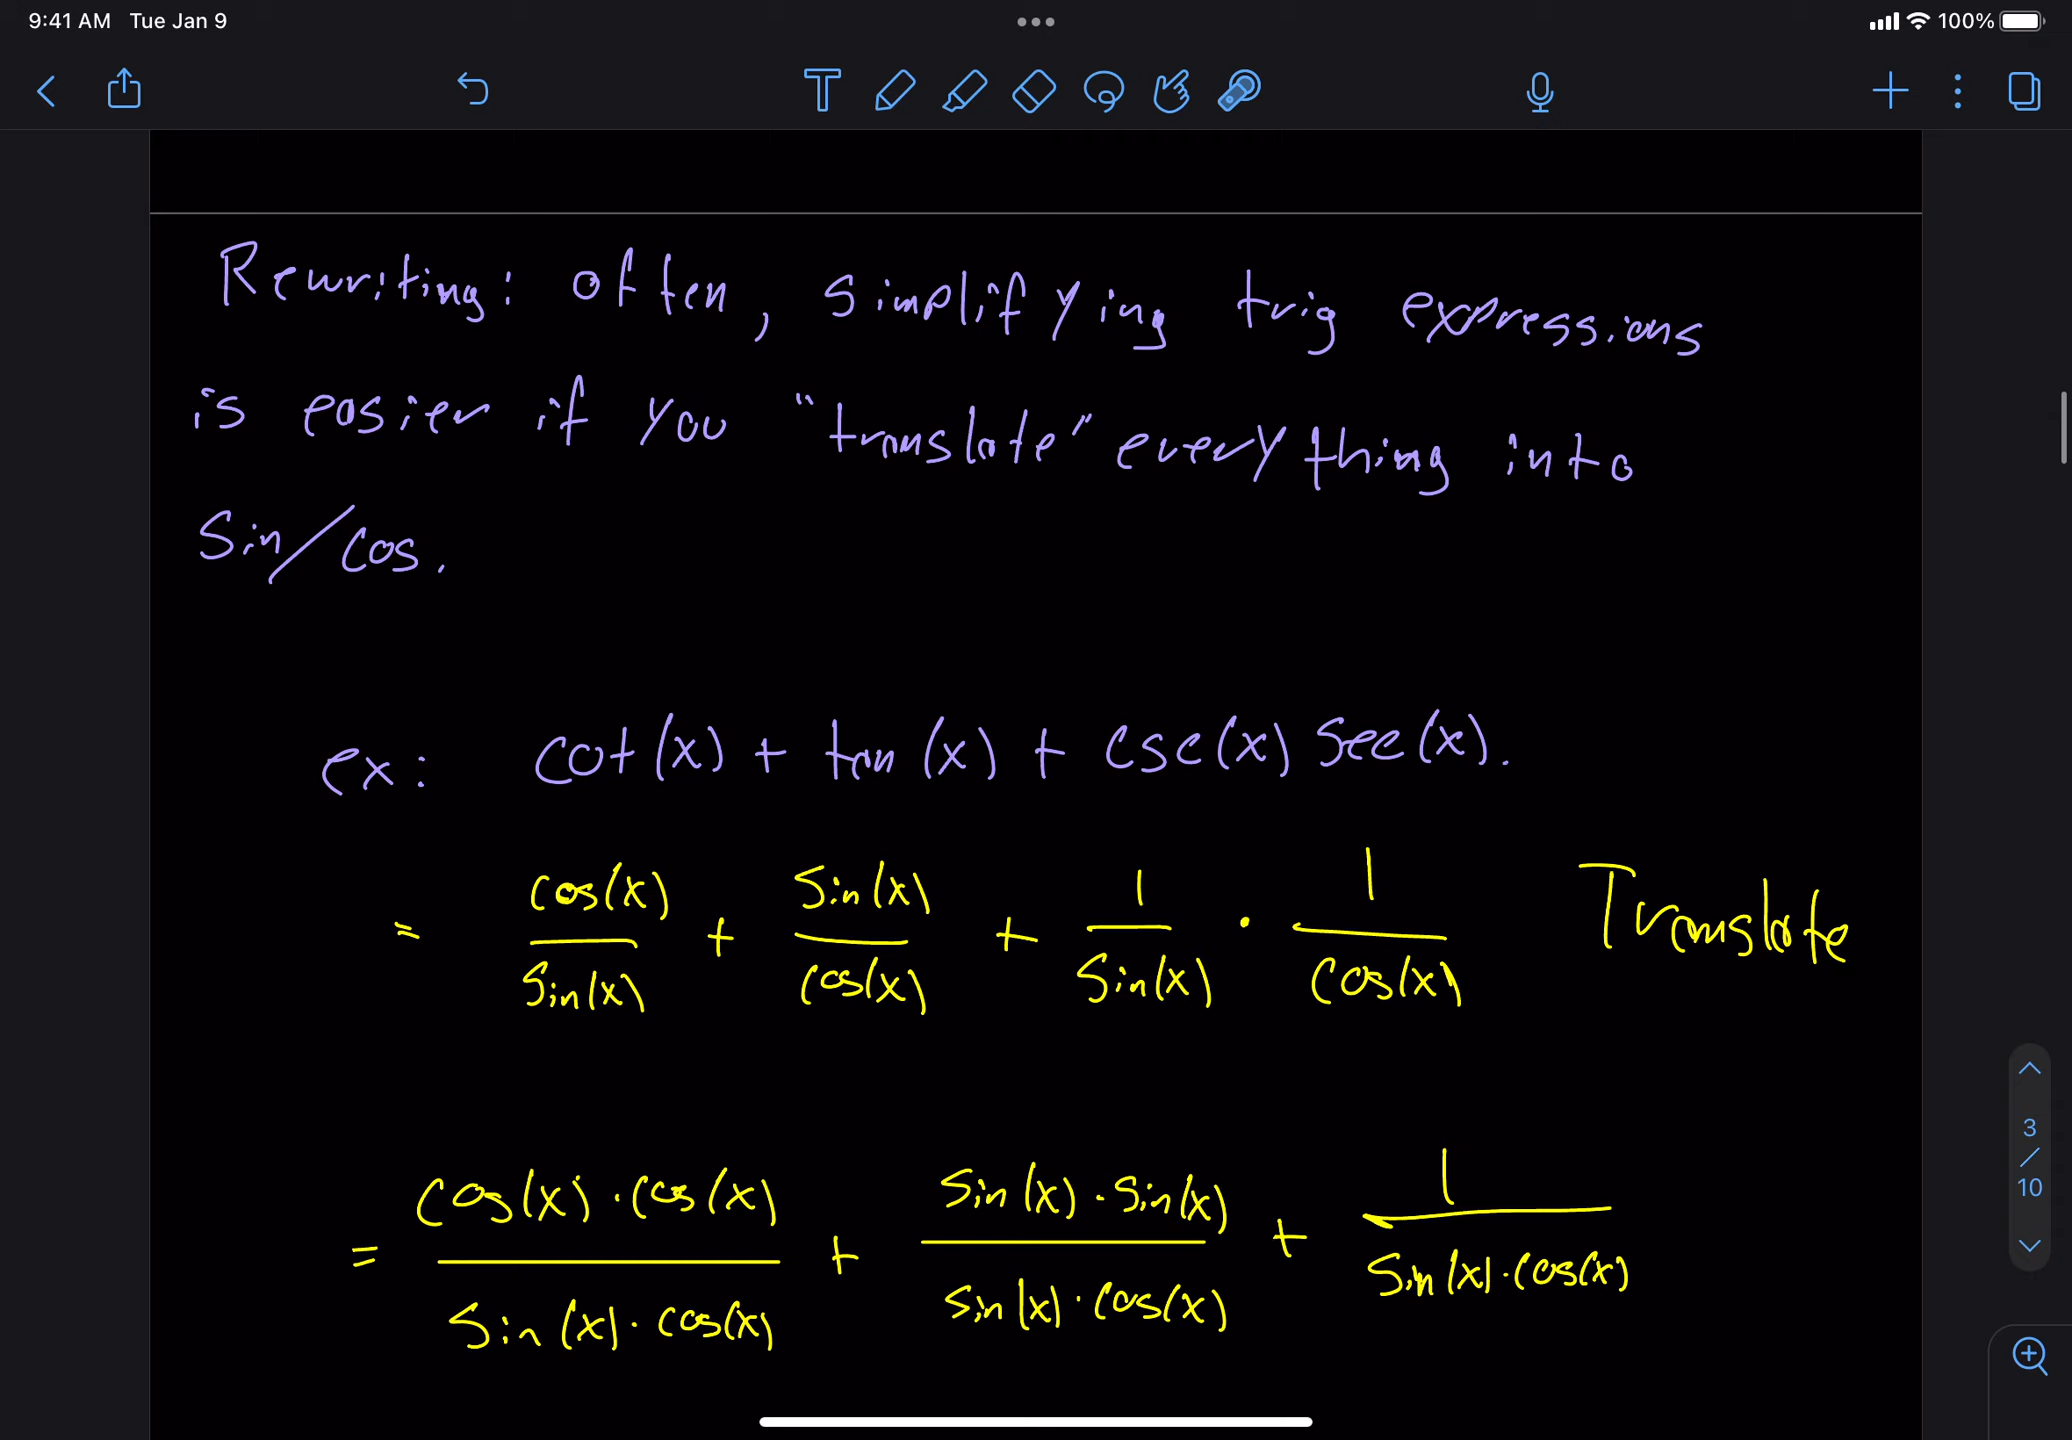 9:41 AM Tue Jan 9 100%
Rewriting: often, simplifying trig expressions
is easier if you "translate" everything into
Sin/cos.
ex: cot(x) + tan(x) + csc(x) sec(x).
= cos(x)/sin(x) + sin(x)/cos(x) + 1/sin(x) · 1/cos(x) Translate
= cos(x)·cos(x)/sin(x)·cos(x) + sin(x)·sin(x)/sin(x)·cos(x) + 1/sin(x)·cos(x)
3
/
10